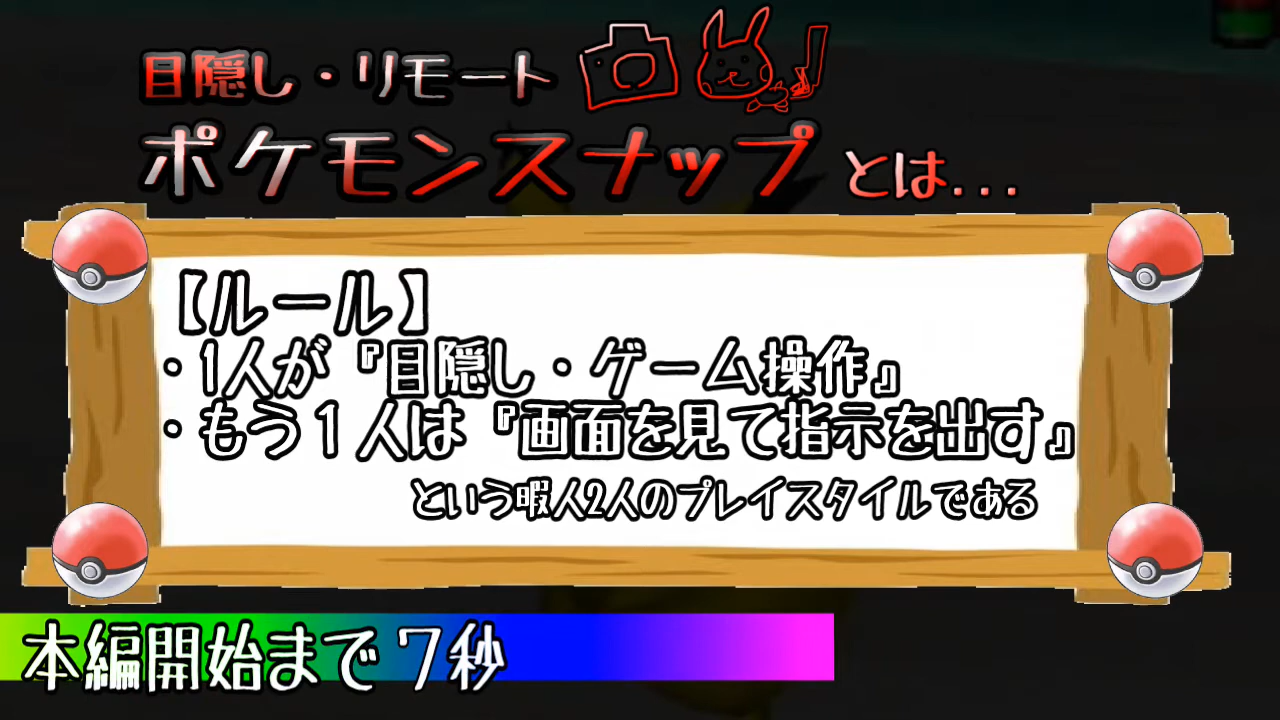 目隠し・リモート
ポケモンスナップとは...
【ルール】
・1人が『目隠し・ゲーム操作』
・もう1人は『画面を見て指示を出す』
という暇人2人のプレイスタイルである
本編開始まで7秒